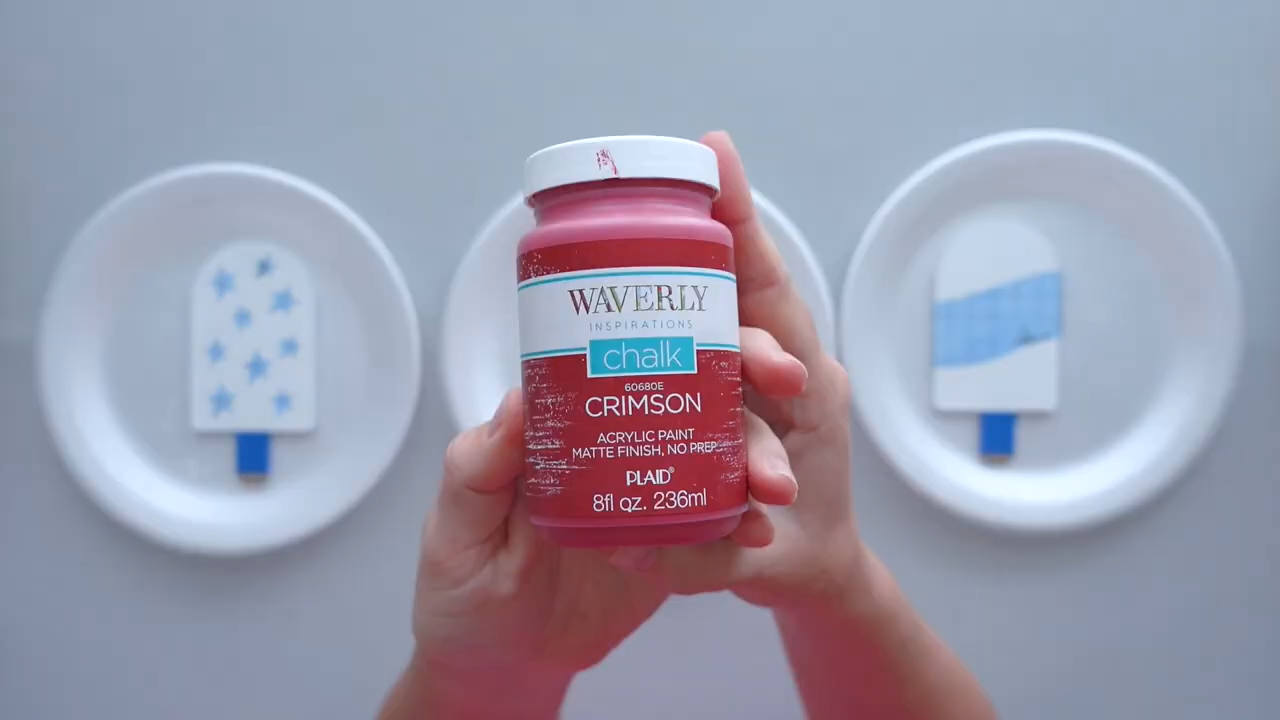 WAVERLY
INSPIRATIONS
chalk
60680E
CRIMSON
ACRYLIC PAINT
MATTE FINISH, NO PREP
PLAID®
8fl oz. 236ml